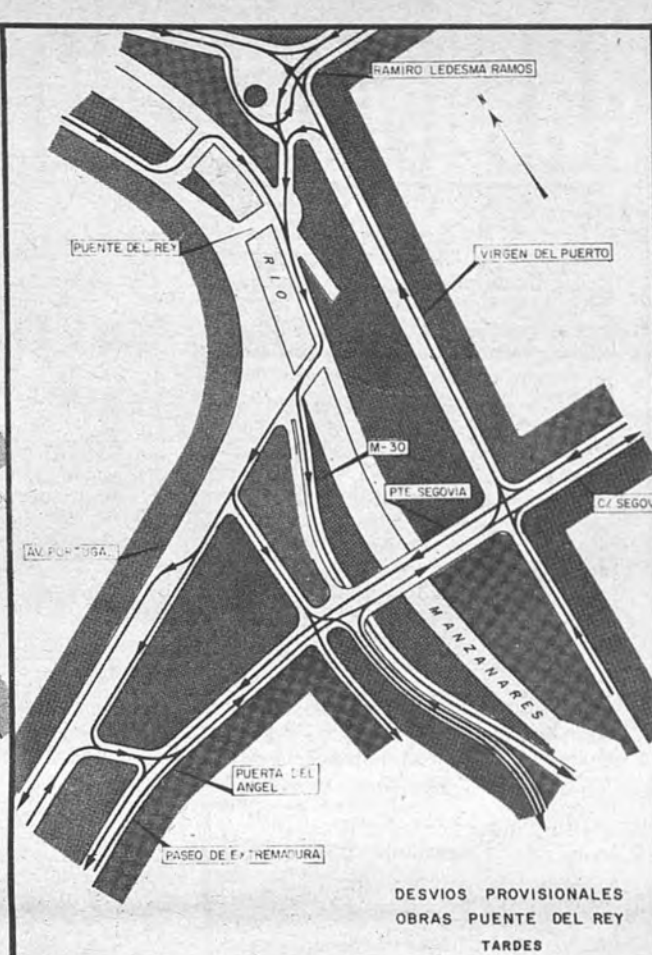 RAMIRO LEDESMA RAMOS
PUENTE DEL REY
RIO
VIRGEN DEL PUERTO
M-30
PTE. SEGOVIA
C/ SEGOV
AV. PORTUGAL
MANZANARES
PUERTA DEL
ANGEL
PASEO DE EXTREMADURA
DESVIOS PROVISIONALES
OBRAS PUENTE DEL REY
TARDES